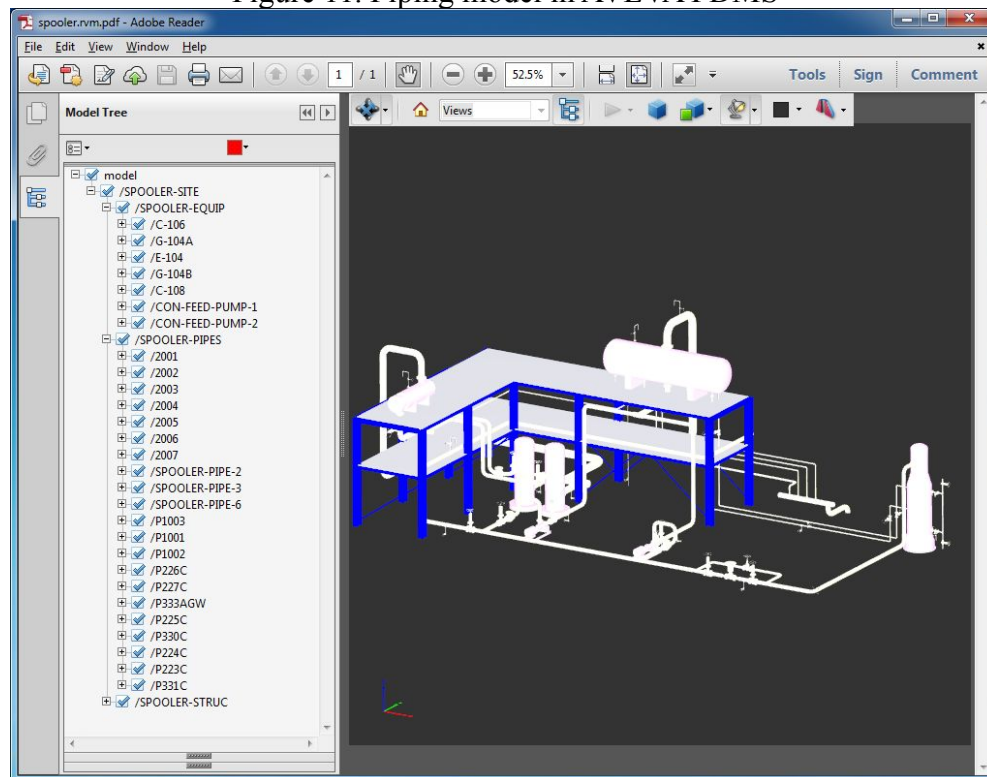 Figure 11. Piping model in AVEVA PDMS
spooler.rvm.pdf - Adobe Reader
File Edit View Window Help
1 / 1 52.5% Tools Sign Comment
Model Tree
Views
model
/SPOOLER-SITE
/SPOOLER-EQUIP
/C-106
/G-104A
/E-104
/G-104B
/C-108
/CON-FEED-PUMP-1
/CON-FEED-PUMP-2
/SPOOLER-PIPES
/2001
/2002
/2003
/2004
/2005
/2006
/2007
/SPOOLER-PIPE-2
/SPOOLER-PIPE-3
/SPOOLER-PIPE-6
/P1003
/P1001
/P1002
/P226C
/P227C
/P333AGW
/P225C
/P330C
/P224C
/P223C
/P331C
/SPOOLER-STRUC